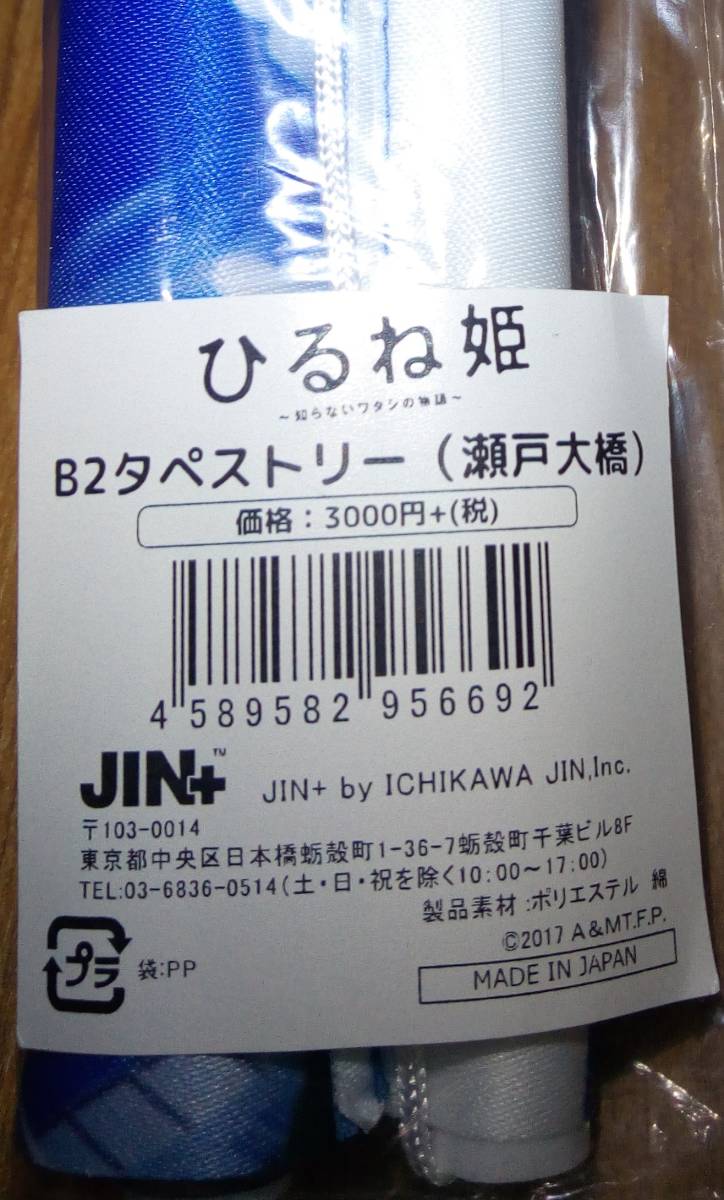 ひるね姫
～知らないワタシの物語～
B2タペストリー（瀬戸大橋）
価格：3000円+(税)
4 589582 956692
JIN+™ JIN+ by ICHIKAWA JIN,Inc.
〒103-0014
東京都中央区日本橋蛎殻町1-36-7蛎殻町千葉ビル8F
TEL:03-6836-0514(土・日・祝を除く10:00～17:00)
製品素材:ポリエステル 綿
©2017 A&MT.F.P.
プラ 袋:PP
MADE IN JAPAN